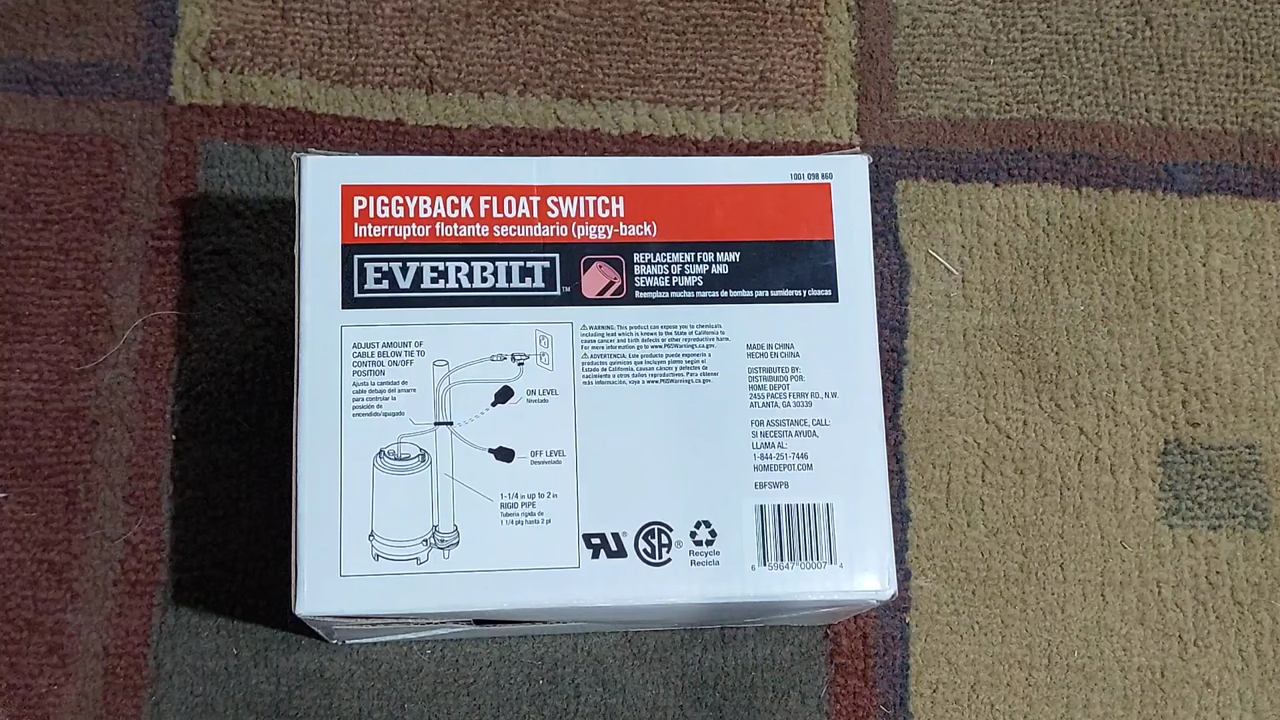 1001 098 860
PIGGYBACK FLOAT SWITCH
Interruptor flotante secundario (piggy-back)
EVERBILT TM
REPLACEMENT FOR MANY
BRANDS OF SUMP AND
SEWAGE PUMPS
Reemplaza muchas marcas de bombas para sumideros y cloacas
ADJUST AMOUNT OF
CABLE BELOW TIE TO
CONTROL ON/OFF
POSITION
Ajusta la cantidad de
cable debajo del amarre
para controlar la
posición de
encendido/apagado
ON LEVEL
Nivelado
OFF LEVEL
Desnivelado
1-1/4 in up to 2 in
RIGID PIPE
Tubería rígida de
1 1/4 plg hasta 2 pl
WARNING: This product can expose you to chemicals
including lead which is known to the State of California to
cause cancer and birth defects or other reproductive harm.
For more information go to www.P65Warnings.ca.gov.
ADVERTENCIA: Este producto puede exponerlo a
productos químicos que incluyen plomo según el
Estado de California, causan cáncer y defectos de
nacimiento u otros daños reproductivos. Para obtener
más información, vaya a www.P65Warnings.ca.gov.
MADE IN CHINA
HECHO EN CHINA
DISTRIBUTED BY:
DISTRIBUIDO POR:
HOME DEPOT
2455 PACES FERRY RD., N.W.
ATLANTA, GA 30339
FOR ASSISTANCE, CALL:
SI NECESITA AYUDA,
LLAMA AL:
1-844-251-7446
HOMEDEPOT.COM
EBFSWPB
SA ®
Recycle
Recicla
6 59647 00007 4